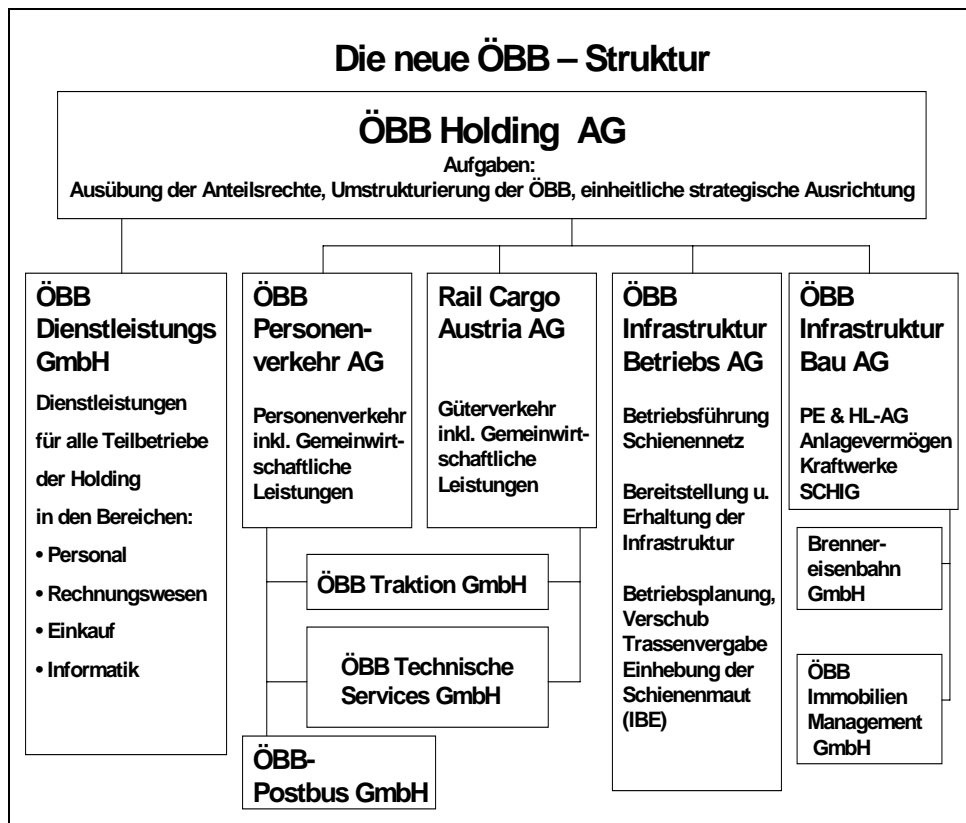 Die neue ÖBB – Struktur
ÖBB Holding AG
Aufgaben:
Ausübung der Anteilsrechte, Umstrukturierung der ÖBB, einheitliche strategische Ausrichtung
ÖBB
Dienstleistungs
GmbH
Dienstleistungen
für alle Teilbetriebe
der Holding
in den Bereichen:
• Personal
• Rechnungswesen
• Einkauf
• Informatik
ÖBB
Personen-
verkehr AG
Personenverkehr
inkl. Gemeinwirt-
schaftliche
Leistungen
Rail Cargo
Austria AG
Güterverkehr
inkl. Gemeinwirt-
schaftliche
Leistungen
ÖBB Traktion GmbH
ÖBB Technische
Services GmbH
ÖBB-
Postbus GmbH
ÖBB
Infrastruktur
Betriebs AG
Betriebsführung
Schienennetz
Bereitstellung u.
Erhaltung der
Infrastruktur
Betriebsplanung,
Verschub
Trassenvergabe
Einhebung der
Schienenmaut
(IBE)
ÖBB
Infrastruktur
Bau AG
PE & HL-AG
Anlagevermögen
Kraftwerke
SCHIG
Brenner-
eisenbahn
GmbH
ÖBB
Immobilien
Management
GmbH